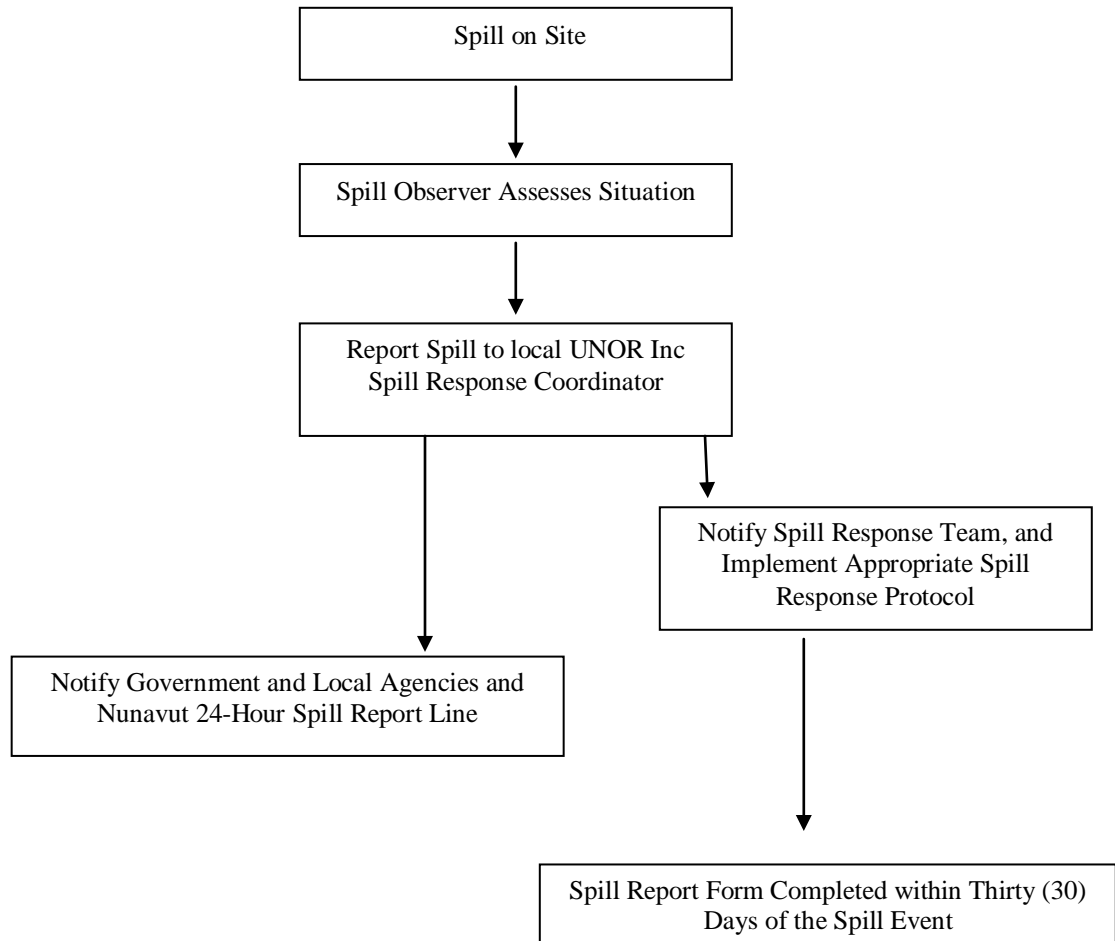 Spill on Site
Spill Observer Assesses Situation
Report Spill to local UNOR Inc
Spill Response Coordinator
Notify Spill Response Team, and
Implement Appropriate Spill
Response Protocol
Notify Government and Local Agencies and
Nunavut 24-Hour Spill Report Line
Spill Report Form Completed within Thirty (30)
Days of the Spill Event